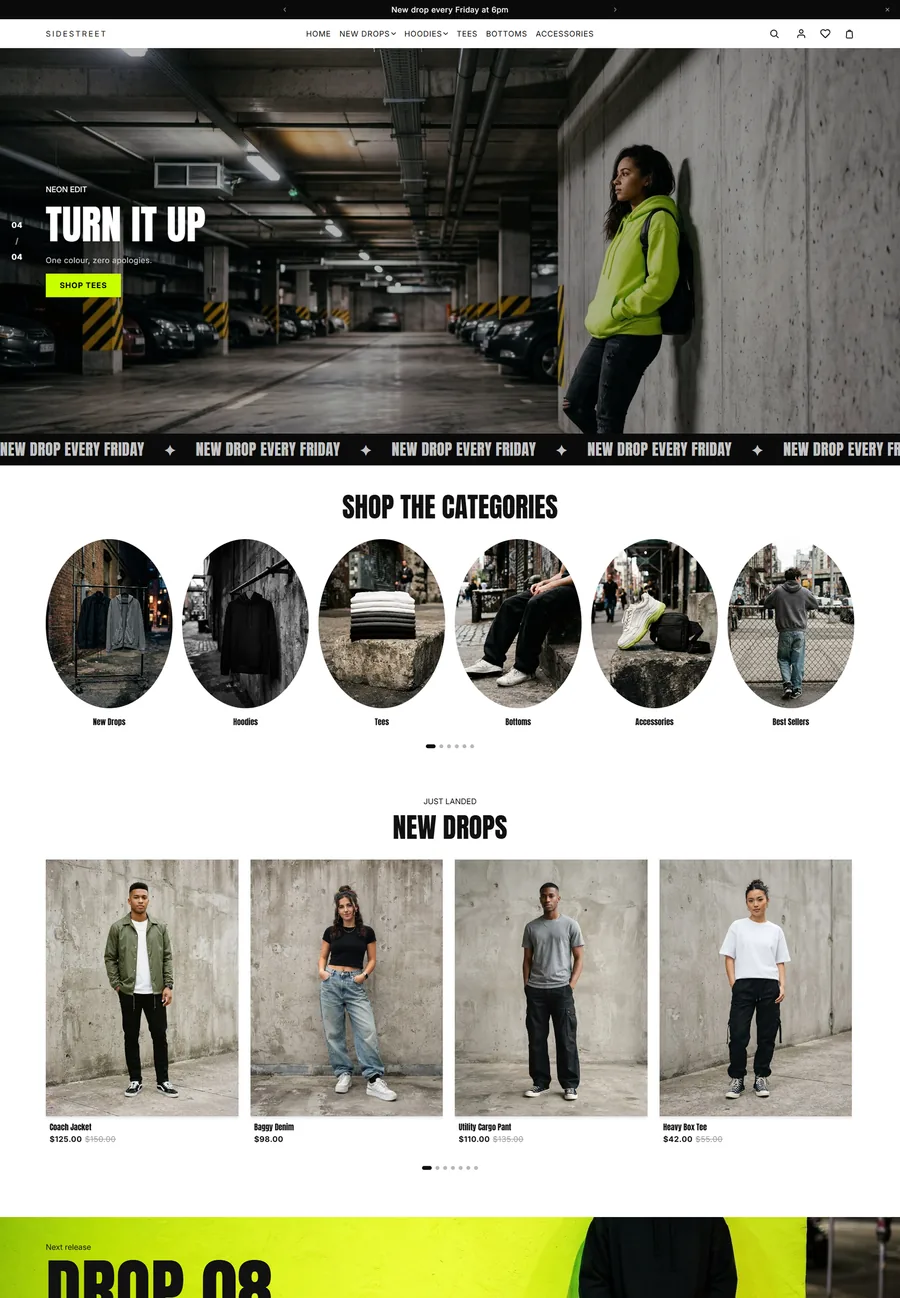 New drop every Friday at 6pm
SIDESTREET
HOME NEW DROPS HOODIES TEES BOTTOMS ACCESSORIES
NEON EDIT
TURN IT UP
04
/
04
One colour, zero apologies.
SHOP TEES
NEW DROP EVERY FRIDAY ✦ NEW DROP EVERY FRIDAY ✦ NEW DROP EVERY FRIDAY ✦ NEW DROP EVERY FRIDAY ✦ NEW DROP EVERY FR
SHOP THE CATEGORIES
New Drops Hoodies Tees Bottoms Accessories Best Sellers
JUST LANDED
NEW DROPS
Coach Jacket
$125.00 $150.00
Baggy Denim
$98.00
Utility Cargo Pant
$110.00 $135.00
Heavy Box Tee
$42.00 $55.00
Next release
DROP 08